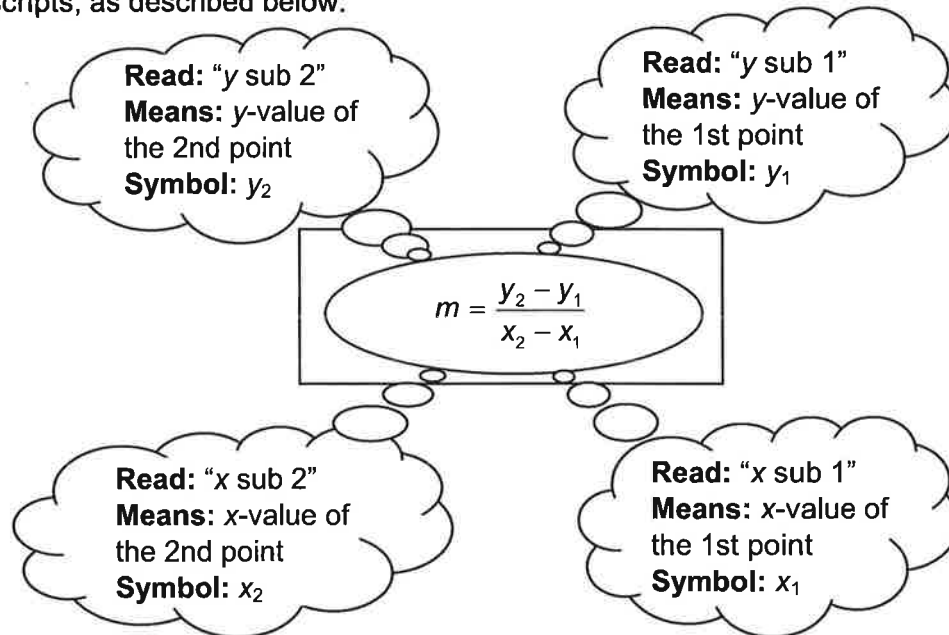 scripts, as described below.
Read: “y sub 2”
Means: y-value of
the 2nd point
Symbol: y₂
Read: “y sub 1”
Means: y-value of
the 1st point
Symbol: y₁
m = (y₂ − y₁) / (x₂ − x₁)
Read: “x sub 2”
Means: x-value of
the 2nd point
Symbol: x₂
Read: “x sub 1”
Means: x-value of
the 1st point
Symbol: x₁